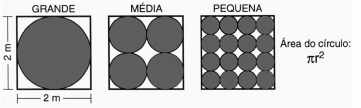 GRANDE
MÉDIA
PEQUENA
2 m
2 m
Área do círculo:
πr²